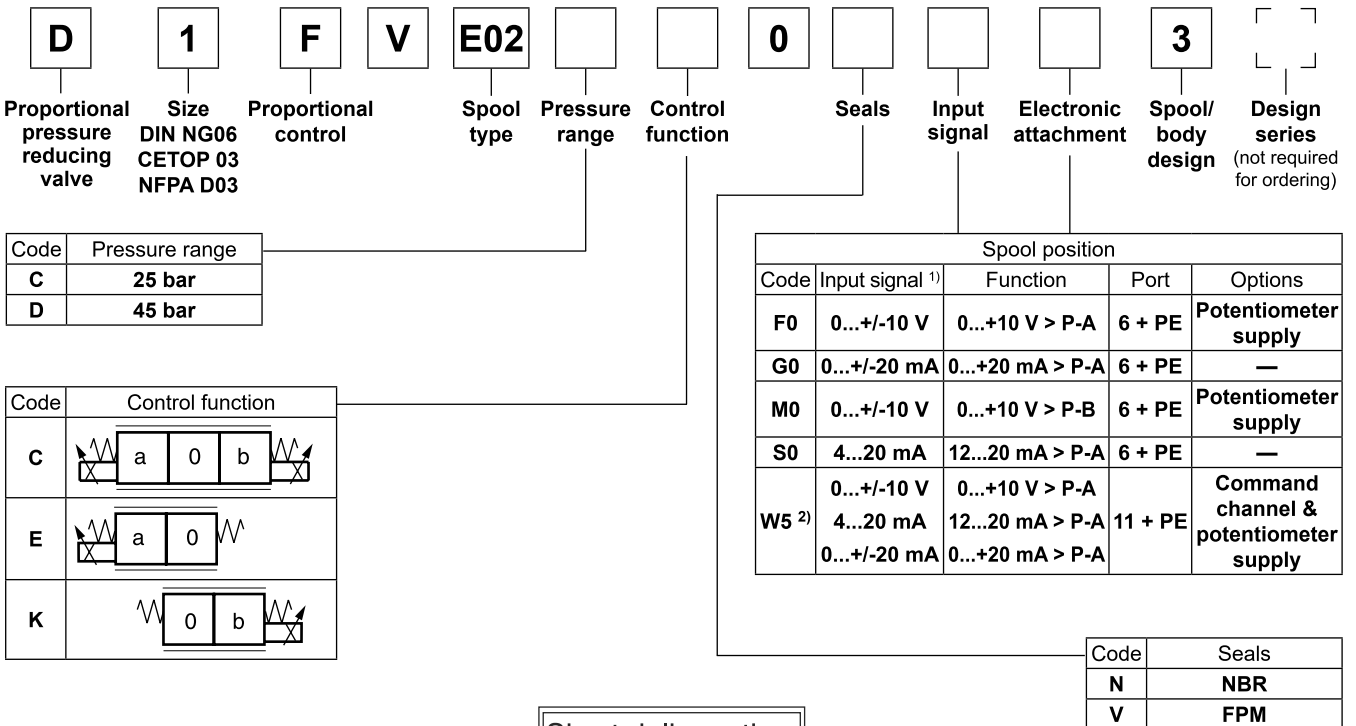 D 1 F V E02 0 3
Proportional pressure reducing valve
Size DIN NG06 CETOP 03 NFPA D03
Proportional control
Spool type
Pressure range
Control function
Seals
Input signal
Electronic attachment
Spool/ body design
Design series (not required for ordering)
Code Pressure range
C 25 bar
D 45 bar
Code Control function
C a 0 b
E a 0
K 0 b
Spool position
Code Input signal 1) Function Port Options
F0 0...+/-10 V 0...+10 V > P-A 6 + PE Potentiometer supply
G0 0...+/-20 mA 0...+20 mA > P-A 6 + PE —
M0 0...+/-10 V 0...+10 V > P-B 6 + PE Potentiometer supply
S0 4...20 mA 12...20 mA > P-A 6 + PE —
W5 2) 0...+/-10 V 0...+10 V > P-A
4...20 mA 12...20 mA > P-A 11 + PE
0...+/-20 mA 0...+20 mA > P-A
Command channel & potentiometer supply
Code Seals
N NBR
V FPM